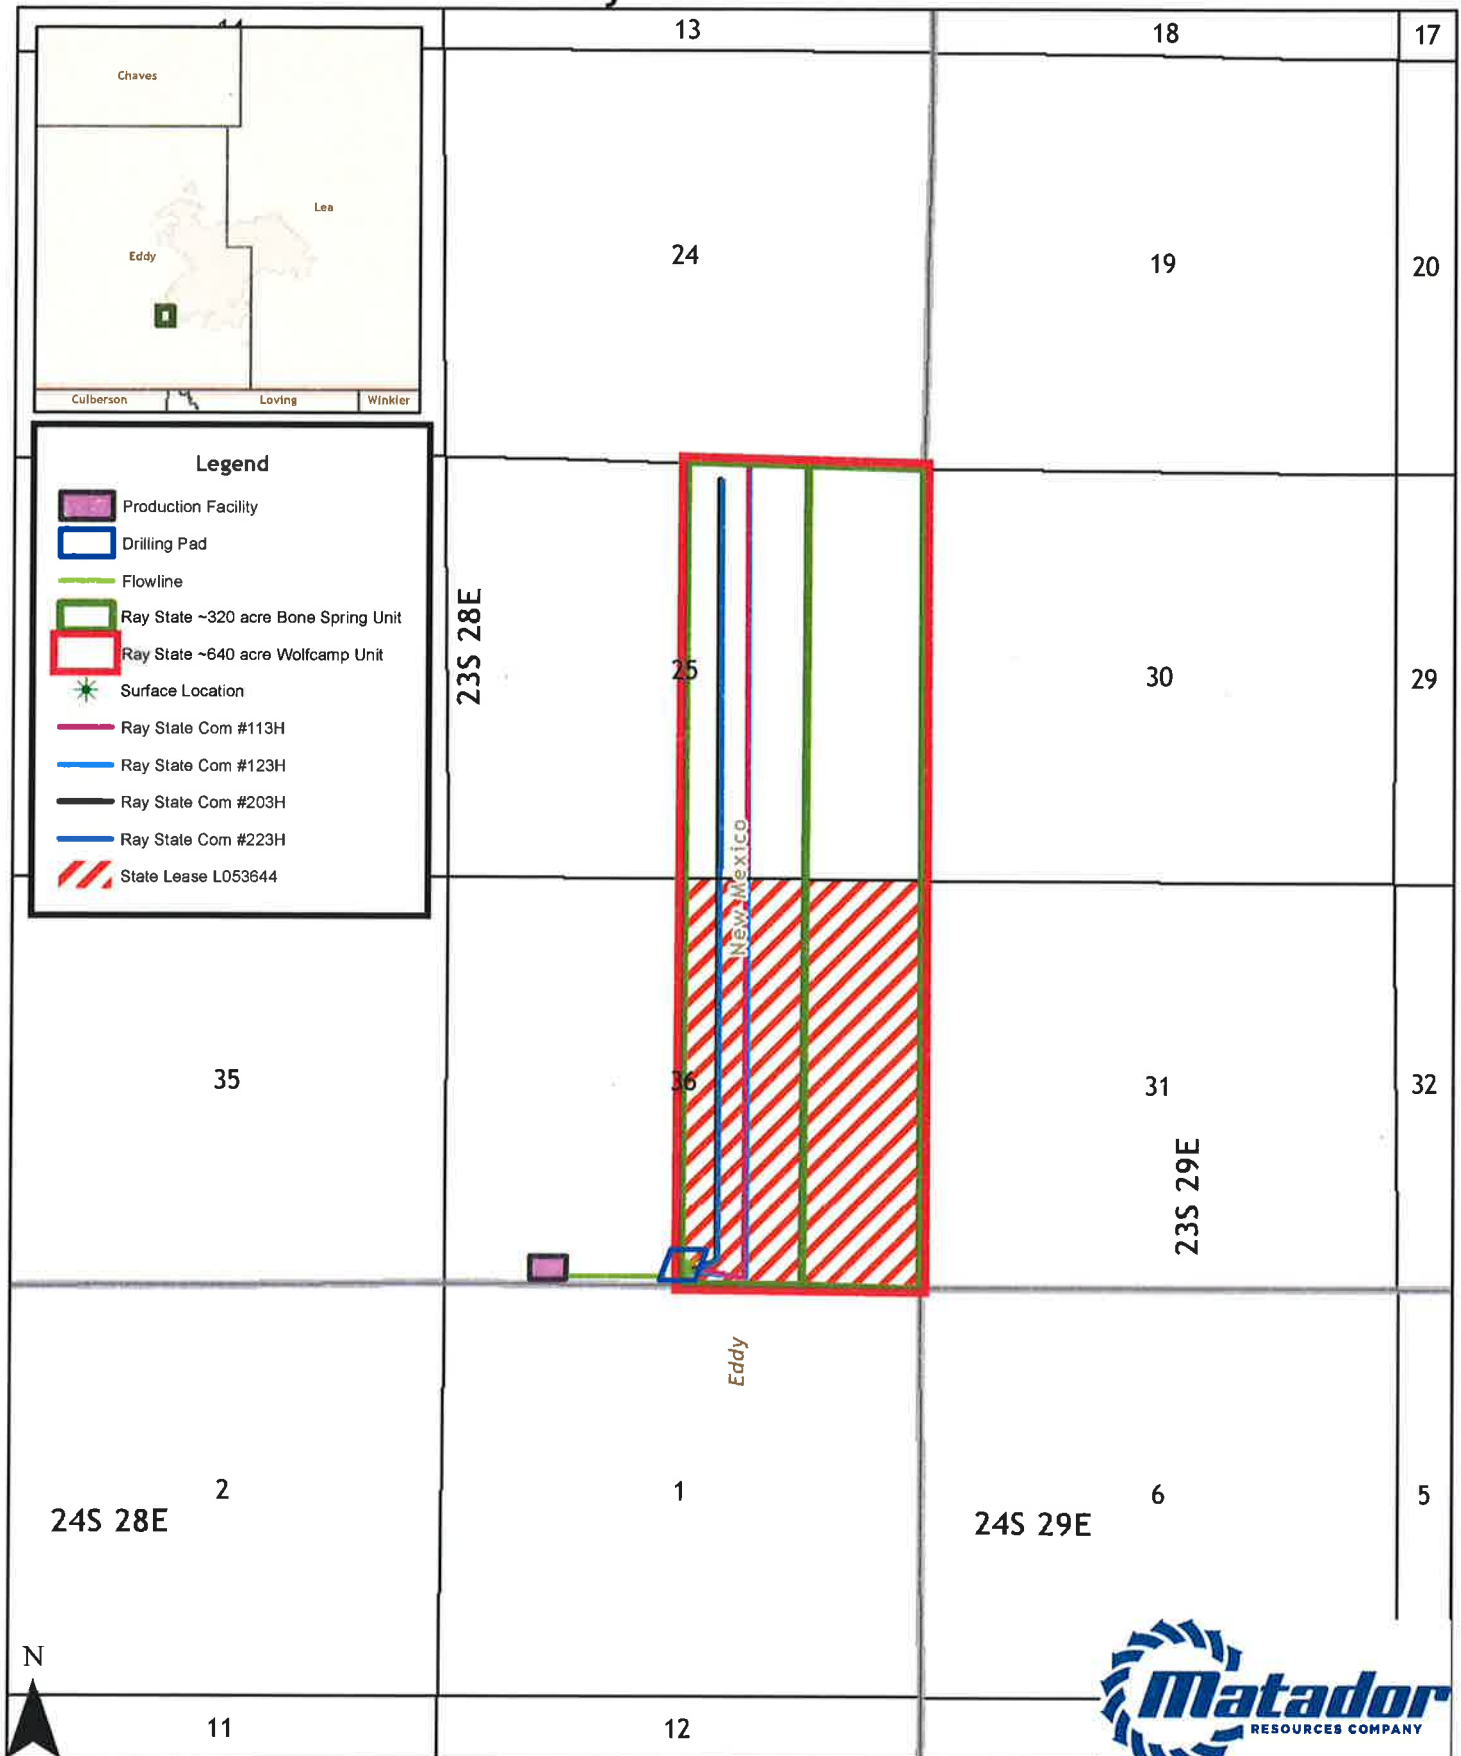 13
18
17
Chaves
Lea
Eddy
Culberson
Loving
Winkler
24
19
20
Legend
Production Facility
Drilling Pad
Flowline
Ray State ~320 acre Bone Spring Unit
Ray State ~640 acre Wolfcamp Unit
Surface Location
Ray State Com #113H
Ray State Com #123H
Ray State Com #203H
Ray State Com #223H
State Lease L053644
23S 28E
25
30
29
New Mexico
35
36
31
32
23S 29E
Eddy
2
1
6
5
24S 28E
24S 29E
N
11
12
Matador
RESOURCES COMPANY